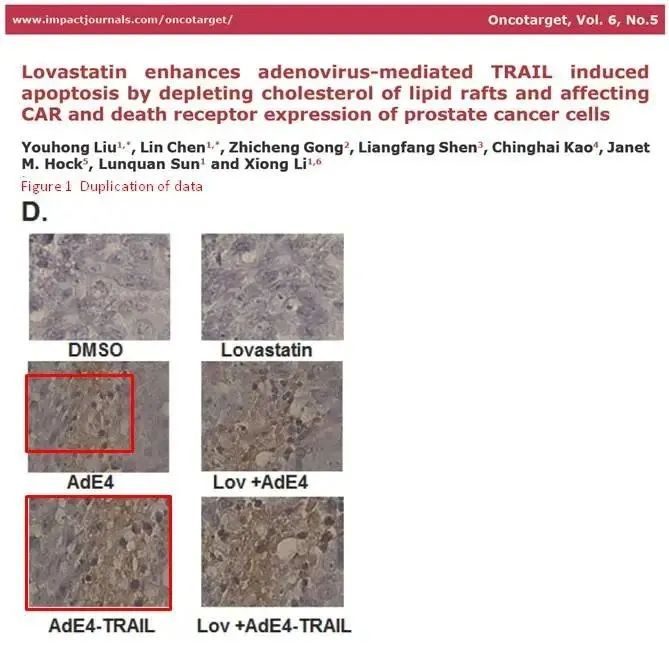 www.impactjournals.com/oncotarget/ Oncotarget, Vol. 6, No.5
Lovastatin enhances adenovirus-mediated TRAIL induced
apoptosis by depleting cholesterol of lipid rafts and affecting
CAR and death receptor expression of prostate cancer cells
Youhong Liu1,*, Lin Chen1,*, Zhicheng Gong2, Liangfang Shen3, Chinghai Kao4, Janet
M. Hock5, Lunquan Sun1 and Xiong Li1,6
Figure 1 Duplication of data
D.
DMSO Lovastatin
AdE4 Lov +AdE4
AdE4-TRAIL Lov +AdE4-TRAIL